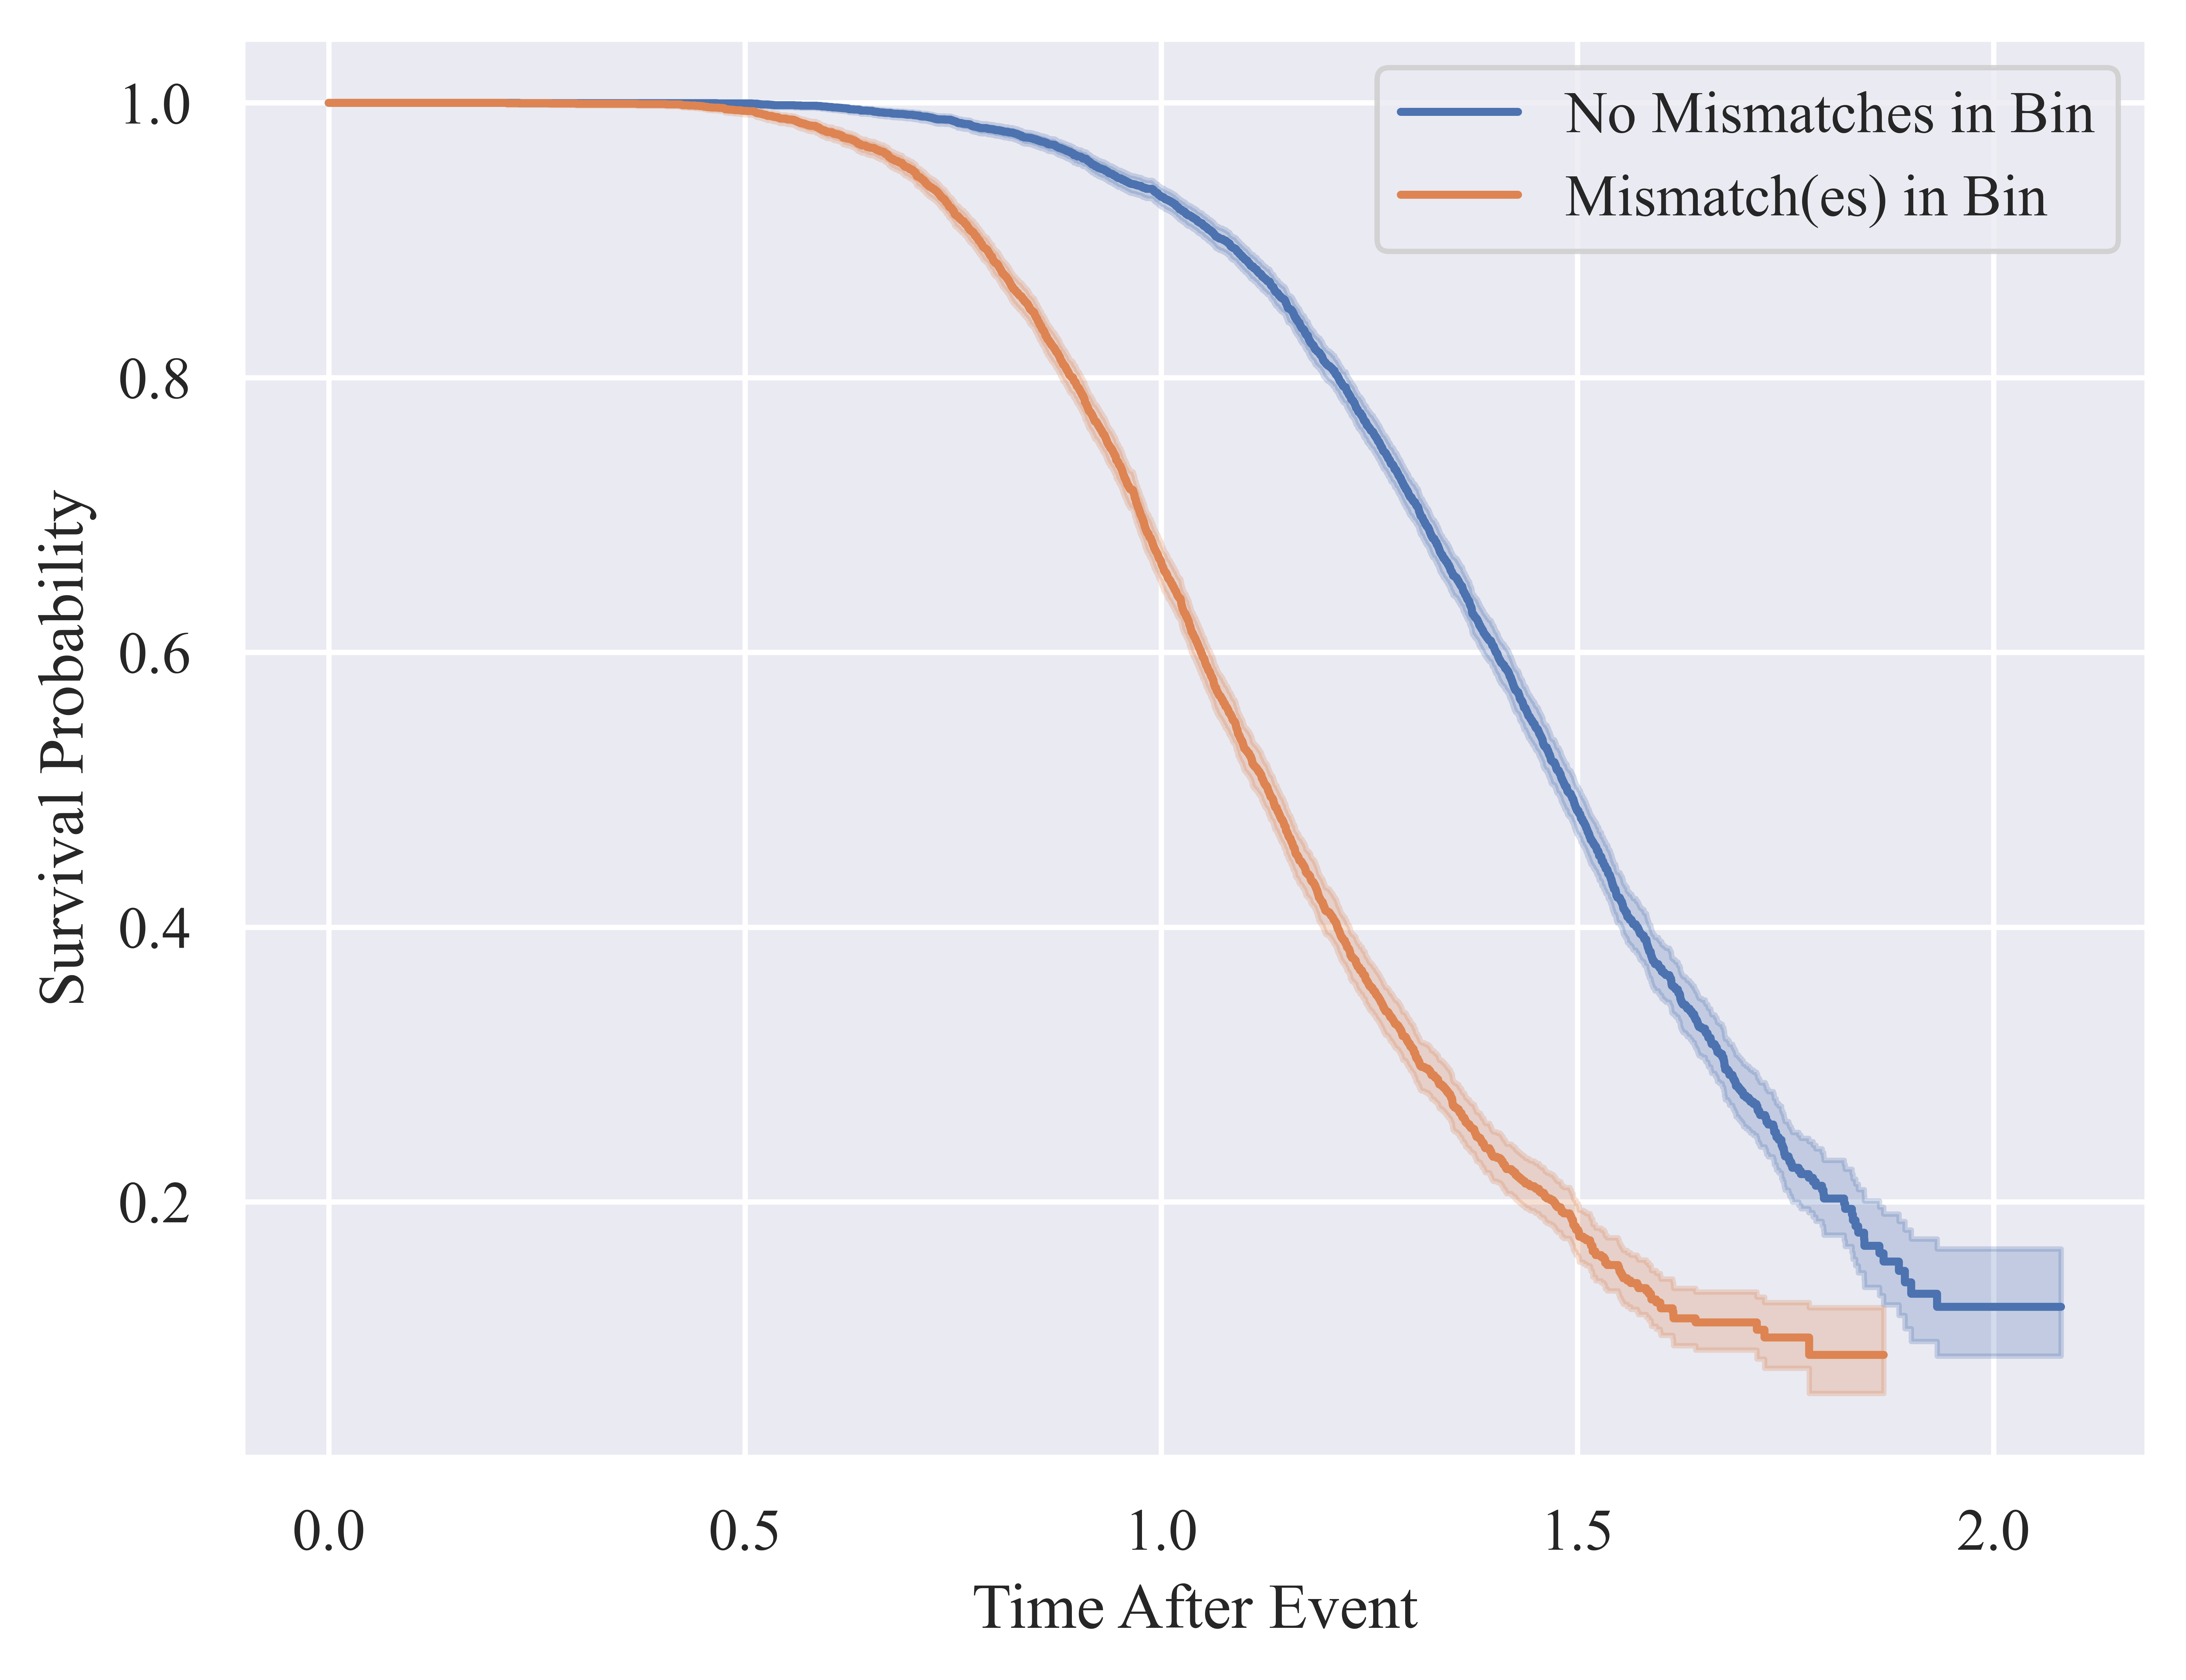 No Mismatches in Bin
Mismatch(es) in Bin
1.0
0.8
0.6
0.4
0.2
Survival Probability
0.0 0.5 1.0 1.5 2.0
Time After Event